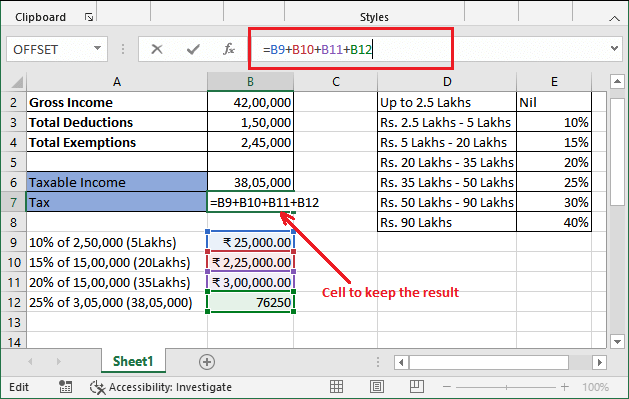 Clipboard Styles
OFFSET fx =B9+B10+B11+B12
A B C D E
2 Gross Income 42,00,000 Up to 2.5 Lakhs Nil
3 Total Deductions 1,50,000 Rs. 2.5 Lakhs - 5 Lakhs 10%
4 Total Exemptions 2,45,000 Rs. 5 Lakhs - 20 Lakhs 15%
5 Rs. 20 Lakhs - 35 Lakhs 20%
6 Taxable Income 38,05,000 Rs. 35 Lakhs - 50 Lakhs 25%
7 Tax =B9+B10+B11+B12 Rs. 50 Lakhs - 90 Lakhs 30%
8 Rs. 90 Lakhs 40%
9 10% of 2,50,000 (5Lakhs) ₹ 25,000.00
10 15% of 15,00,000 (20Lakhs) ₹ 2,25,000.00
11 20% of 15,00,000 (35Lakhs) ₹ 3,00,000.00
Cell to keep the result
12 25% of 3,05,000 (38,05,000) 76250
13
14
Sheet1
Edit Accessibility: Investigate 100%